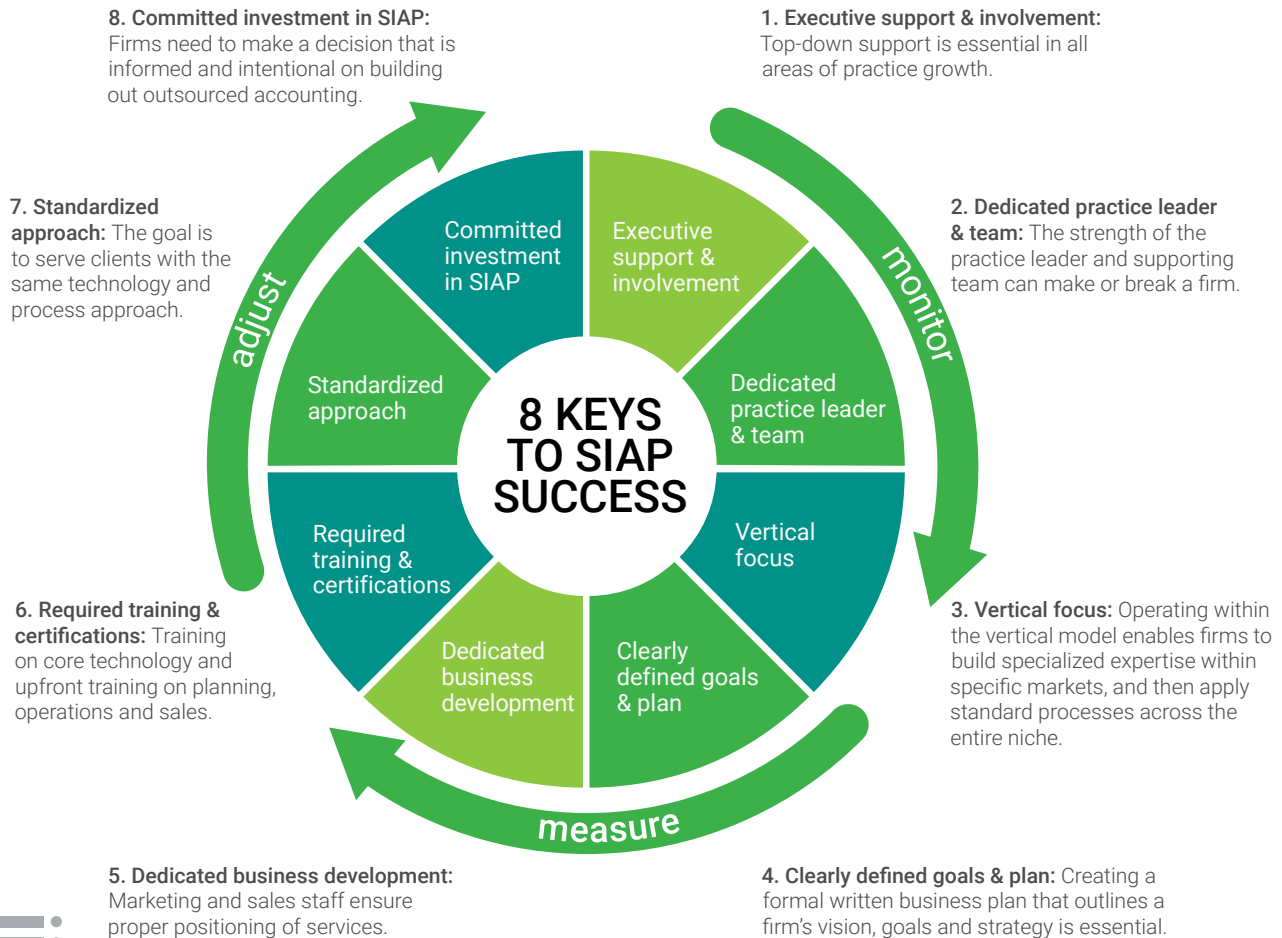 8. Committed investment in SIAP:
Firms need to make a decision that is
informed and intentional on building
out outsourced accounting.
1. Executive support & involvement:
Top-down support is essential in all
areas of practice growth.
7. Standardized
approach: The goal is
to serve clients with the
same technology and
process approach.
2. Dedicated practice leader
& team: The strength of the
practice leader and supporting
team can make or break a firm.
adjust
monitor
Committed
investment
in SIAP
Executive
support &
involvement
Standardized
approach
Dedicated
practice leader
& team
8 KEYS
TO SIAP
SUCCESS
Required
training &
certifications
Vertical
focus
Dedicated
business
development
Clearly
defined goals
& plan
6. Required training &
certifications: Training
on core technology and
upfront training on planning,
operations and sales.
3. Vertical focus: Operating within
the vertical model enables firms to
build specialized expertise within
specific markets, and then apply
standard processes across the
entire niche.
measure
5. Dedicated business development:
Marketing and sales staff ensure
proper positioning of services.
4. Clearly defined goals & plan: Creating a
formal written business plan that outlines a
firm's vision, goals and strategy is essential.